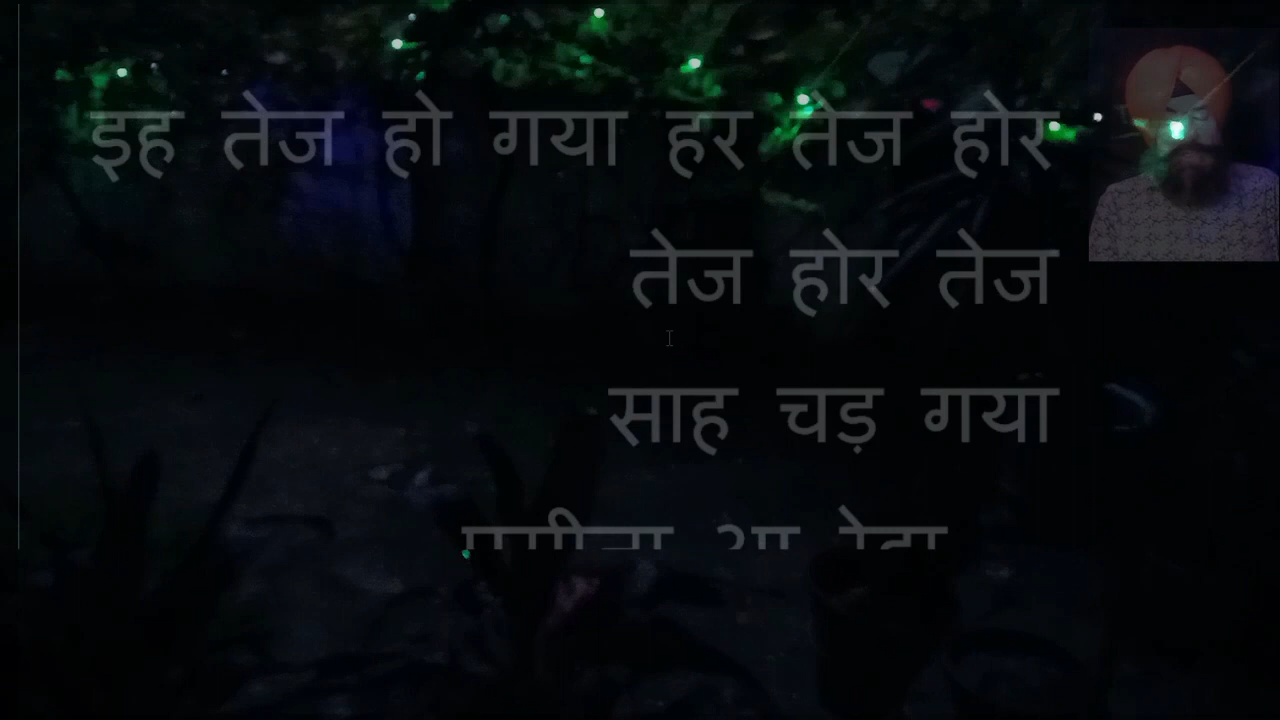 इह तेज हो गया हर तेज होर
तेज होर तेज
साह चड़ गया